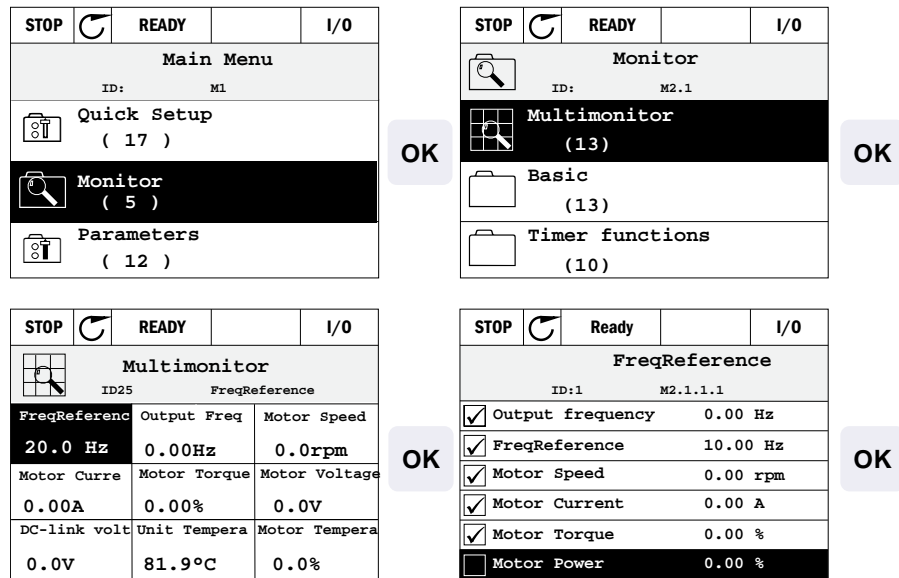 STOP READY I/O
Main Menu
ID: M1
Quick Setup
( 17 )
Monitor
( 5 )
Parameters
( 12 )
OK
STOP READY I/O
Monitor
ID: M2.1
Multimonitor
(13)
Basic
(13)
Timer functions
(10)
OK
STOP READY I/O
Multimonitor
ID25 FreqReference
FreqReferenc Output Freq Motor Speed
20.0 Hz 0.00Hz 0.0rpm
Motor Curre Motor Torque Motor Voltage
0.00A 0.00% 0.0V
DC-link volt Unit Tempera Motor Tempera
0.0V 81.9ºC 0.0%
OK
STOP Ready I/O
FreqReference
ID:1 M2.1.1.1
Output frequency 0.00 Hz
FreqReference 10.00 Hz
Motor Speed 0.00 rpm
Motor Current 0.00 A
Motor Torque 0.00 %
Motor Power 0.00 %
OK